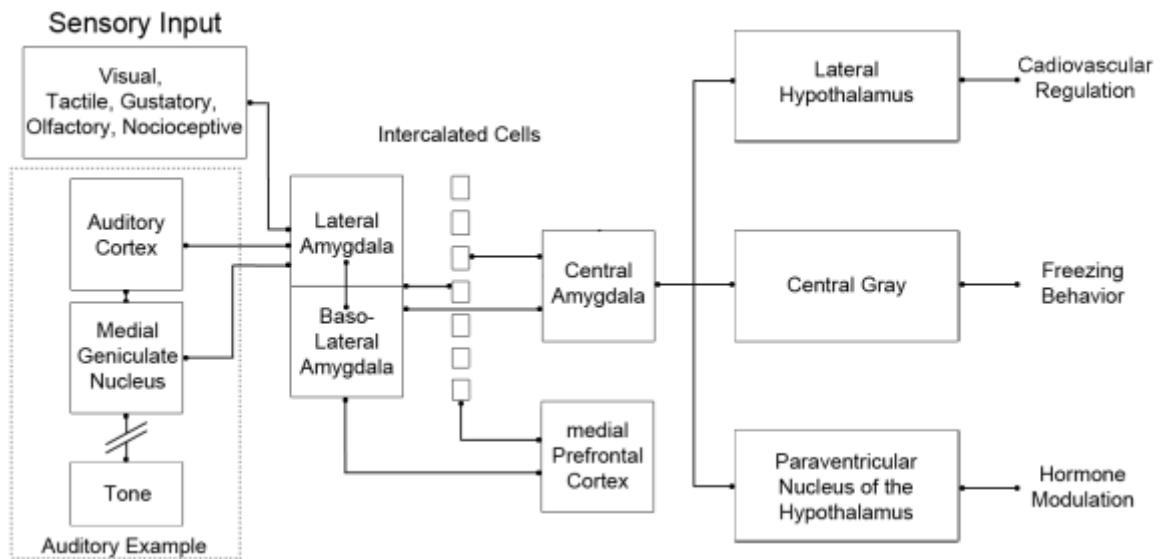 Sensory Input
Visual,
Tactile, Gustatory,
Olfactory, Nocioceptive
Auditory
Cortex
Medial
Geniculate
Nucleus
Tone
Auditory Example
Lateral
Amygdala
Baso-
Lateral
Amygdala
Intercalated Cells
Central
Amygdala
medial
Prefrontal
Cortex
Lateral
Hypothalamus
Cadiovascular
Regulation
Central Gray
Freezing
Behavior
Paraventricular
Nucleus of the
Hypothalamus
Hormone
Modulation